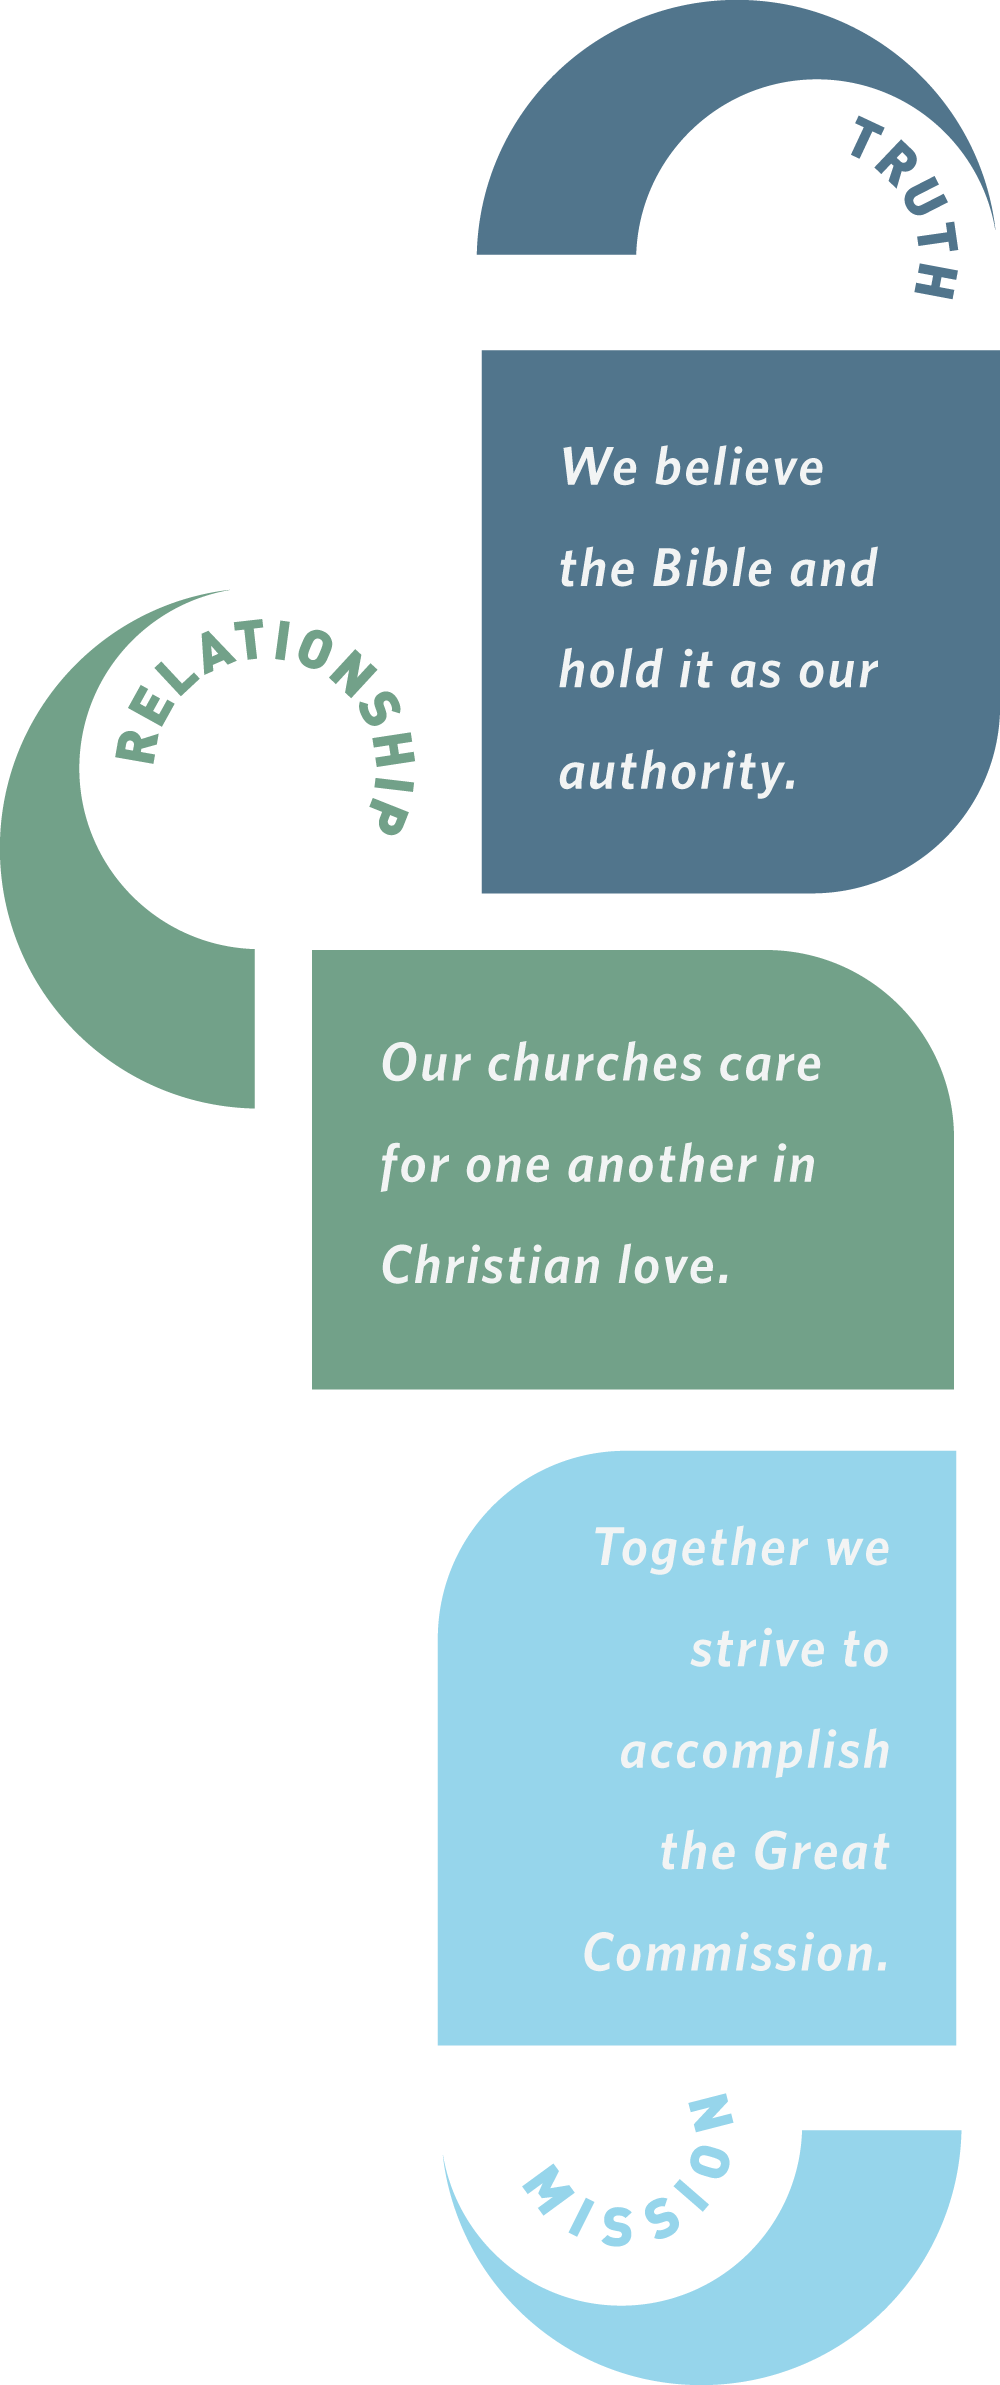 TRUTH
We believe
the Bible and
hold it as our
authority.
RELATIONSHIP
Our churches care
for one another in
Christian love.
Together we
strive to
accomplish
the Great
Commission.
MISSION